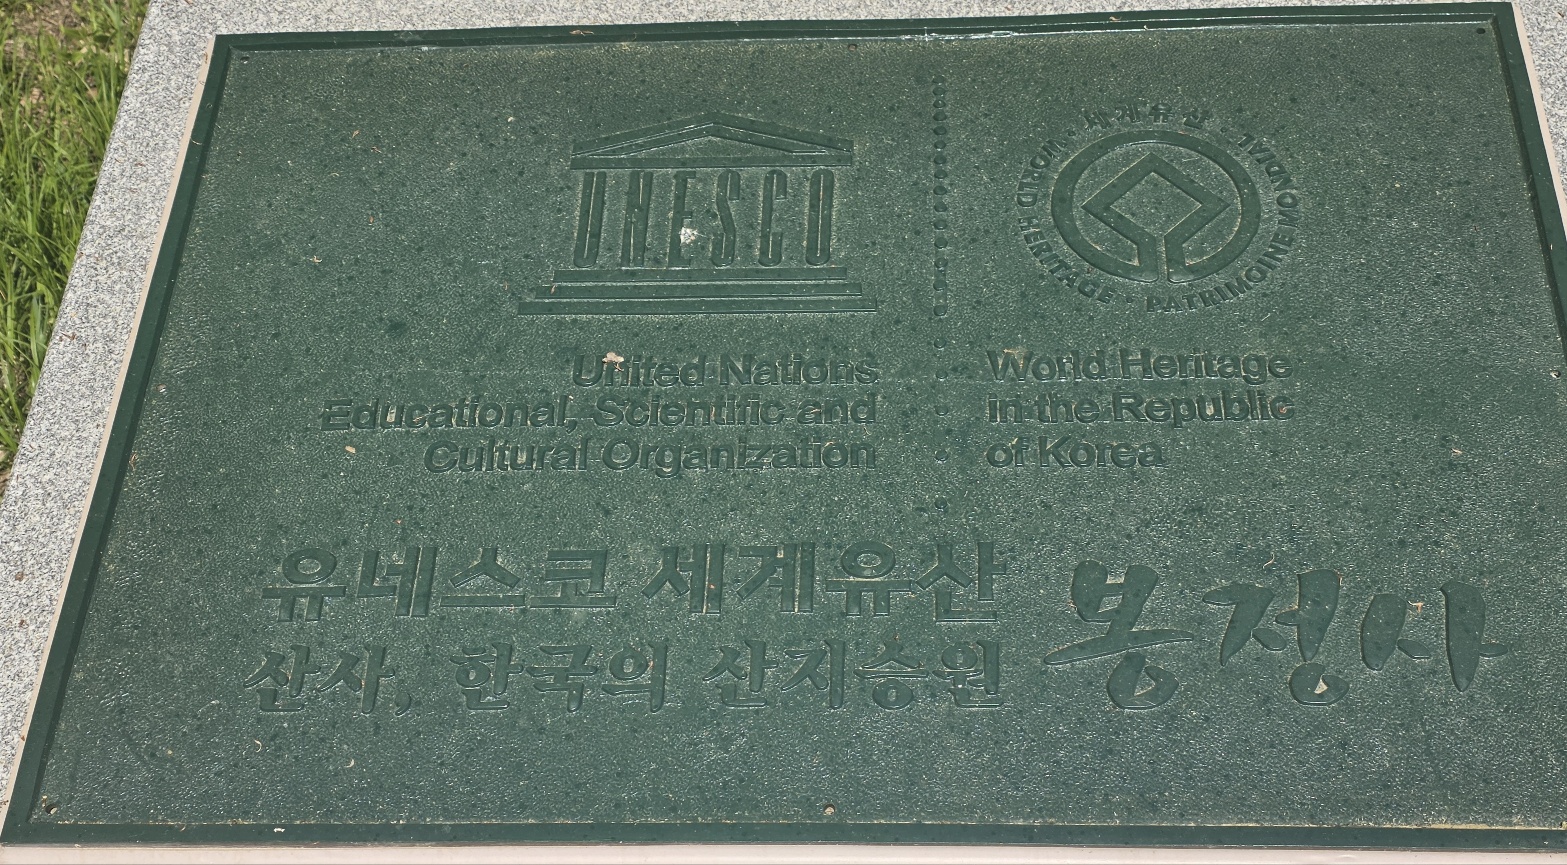 UNESCO
United Nations
Educational, Scientific and
Cultural Organization
세계유산 · WORLD HERITAGE · PATRIMOINE MONDIAL ·
World Heritage
in the Republic
of Korea
유네스코 세계유산
산사, 한국의 산지승원
봉정사